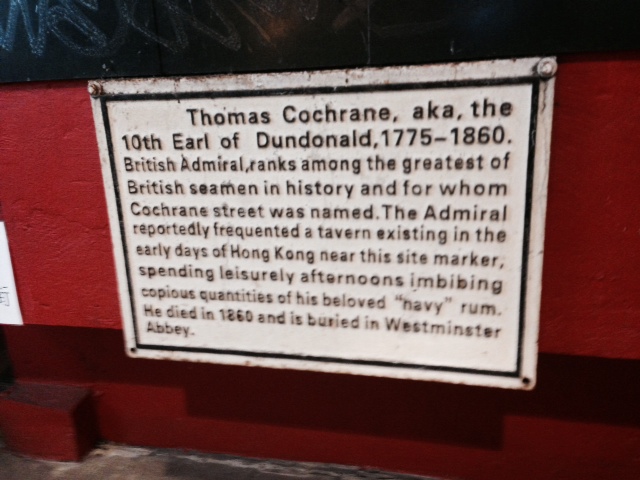 Thomas Cochrane, aka, the
10th Earl of Dundonald,1775-1860.
British Admiral,ranks among the greatest of
British seamen in history and for whom
Cochrane street was named.The Admiral
reportedly frequented a tavern existing in the
early days of Hong Kong near this site marker,
spending leisurely afternoons imbibing
copious quantities of his beloved "navy" rum.
He died in 1860 and is buried in Westminster
Abbey.